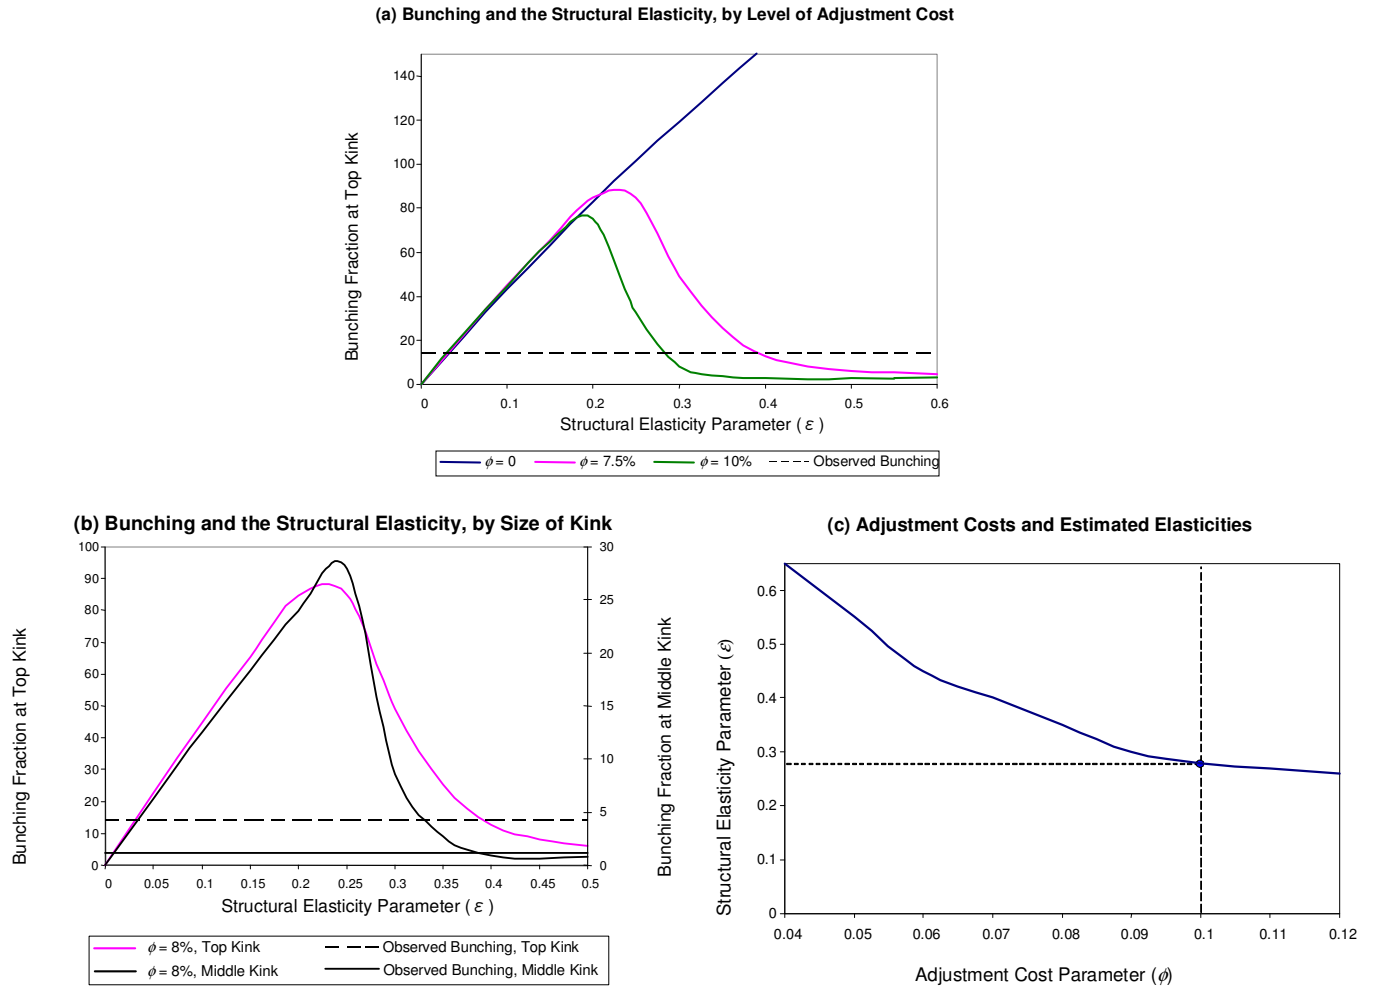 (a) Bunching and the Structural Elasticity, by Level of Adjustment Cost
Bunching Fraction at Top Kink
140
120
100
80
60
40
20
0
0 0.1 0.2 0.3 0.4 0.5 0.6
Structural Elasticity Parameter ( ε )
ϕ = 0 ϕ = 7.5% ϕ = 10% Observed Bunching
(b) Bunching and the Structural Elasticity, by Size of Kink
Bunching Fraction at Top Kink
100
90
80
70
60
50
40
30
20
10
0
30
25
20
15
10
5
0
Bunching Fraction at Middle Kink
0 0.05 0.1 0.15 0.2 0.25 0.3 0.35 0.4 0.45 0.5
Structural Elasticity Parameter ( ε )
ϕ = 8%, Top Kink Observed Bunching, Top Kink
ϕ = 8%, Middle Kink Observed Bunching, Middle Kink
(c) Adjustment Costs and Estimated Elasticities
Structural Elasticity Parameter (ε)
0.6
0.5
0.4
0.3
0.2
0.1
0
0.04 0.05 0.06 0.07 0.08 0.09 0.1 0.11 0.12
Adjustment Cost Parameter (ϕ)